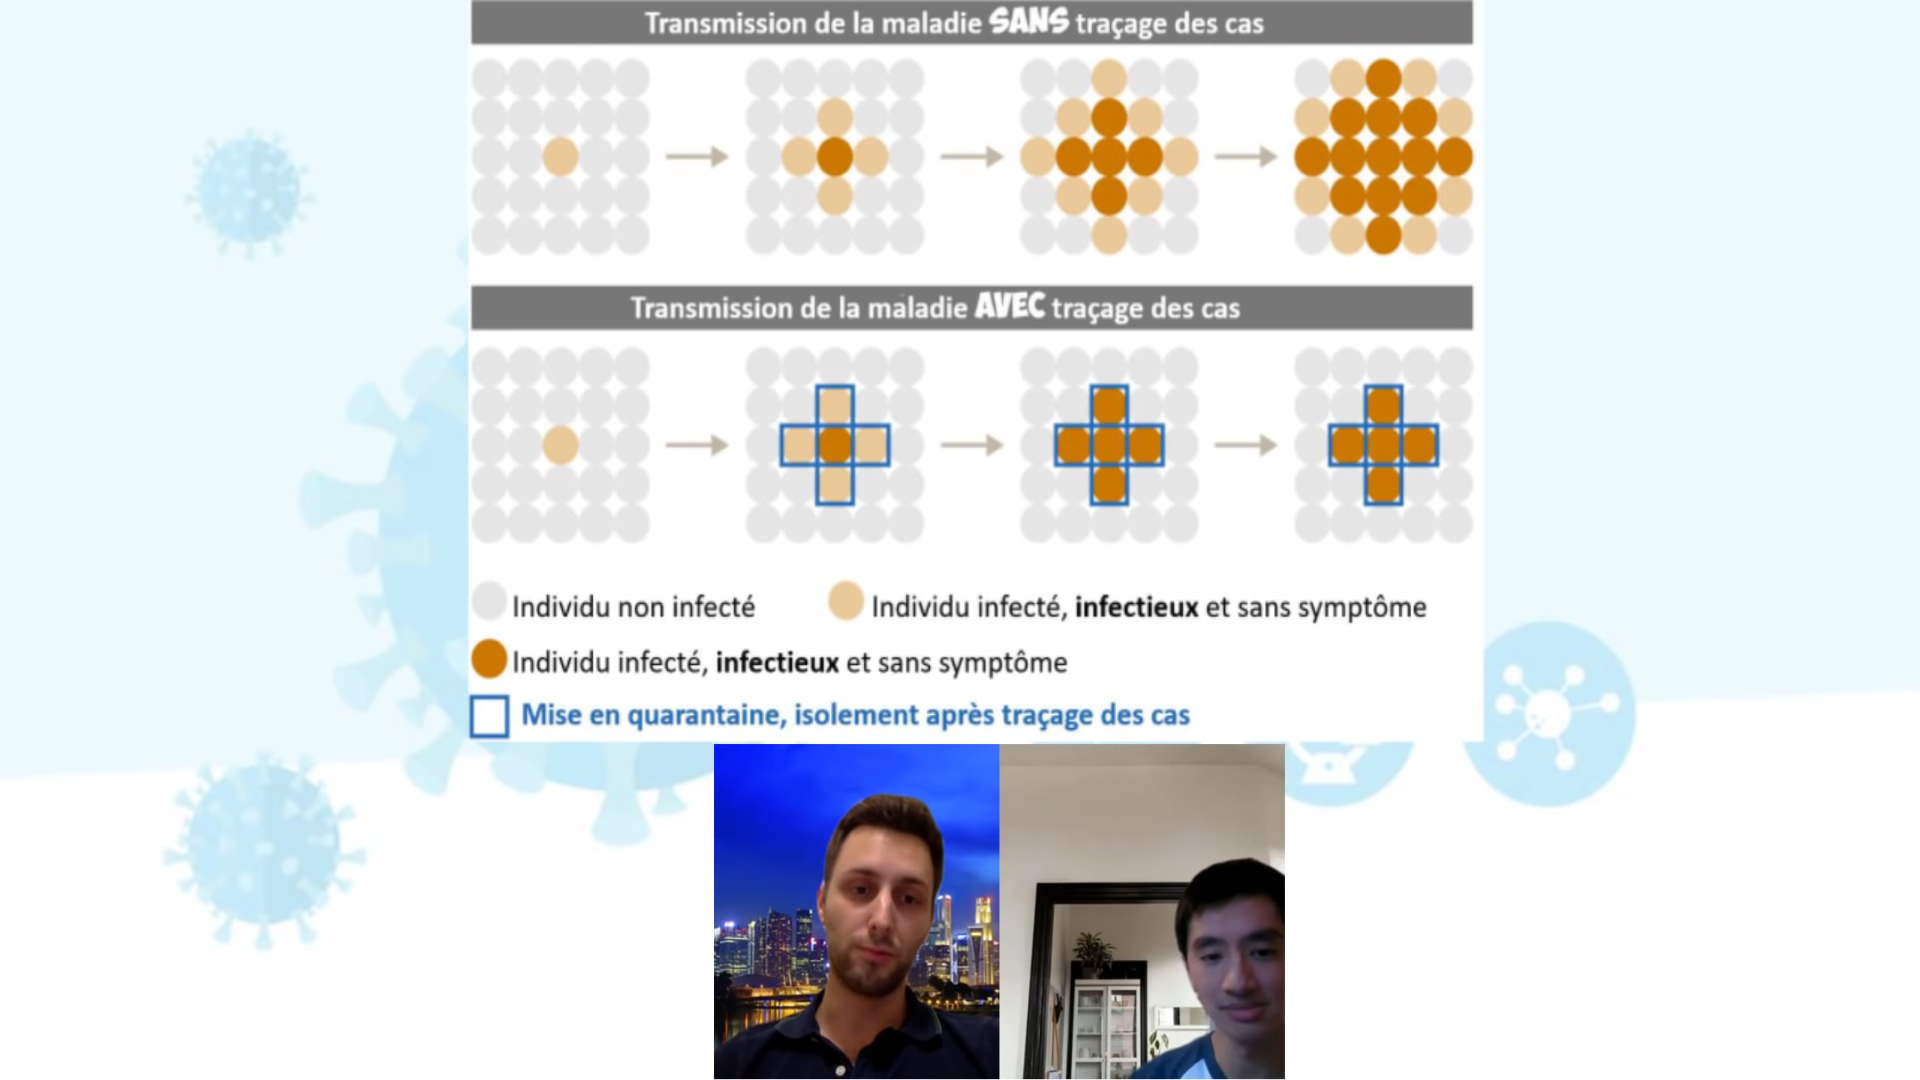 Transmission de la maladie SANS traçage des cas
Transmission de la maladie AVEC traçage des cas
Individu non infecté
Individu infecté, infectieux et sans symptôme
Individu infecté, infectieux et sans symptôme
Mise en quarantaine, isolement après traçage des cas